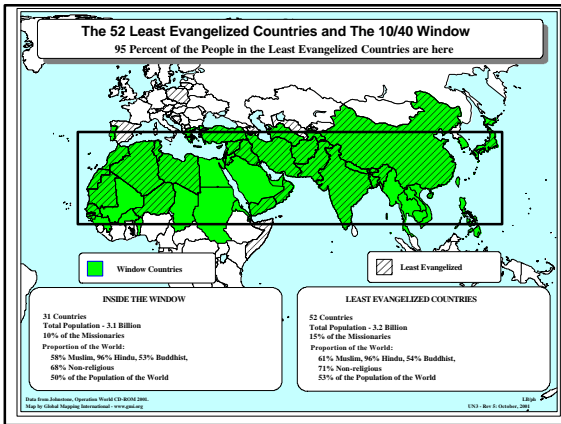 The 52 Least Evangelized Countries and The 10/40 Window
95 Percent of the People in the Least Evangelized Countries are here
Window Countries
Least Evangelized
INSIDE THE WINDOW
31 Countries
Total Population - 3.1 Billion
10% of the Missionaries
Proportion of the World:
58% Muslim, 96% Hindu, 53% Buddhist,
68% Non-religious
50% of the Population of the World
LEAST EVANGELIZED COUNTRIES
52 Countries
Total Population - 3.2 Billion
15% of the Missionaries
Proportion of the World:
61% Muslim, 96% Hindu, 54% Buddhist,
71% Non-religious
53% of the Population of the World
Data from Johnstone, Operation World CD-ROM 2001.
Map by Global Mapping International - www.gmi.org
UN3 - Rev 5: October, 2001